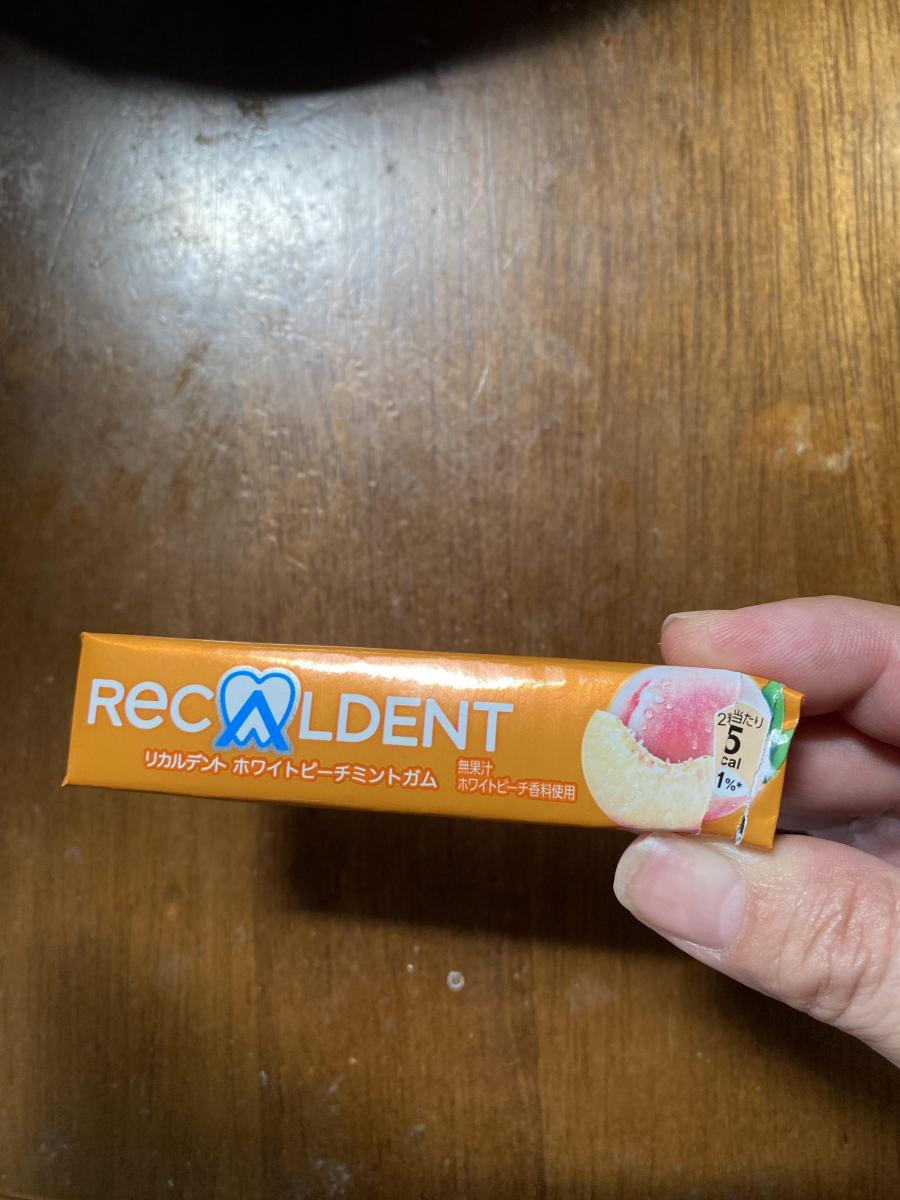 RECALDENT
リカルデント ホワイトピーチミントガム
無果汁
ホワイトピーチ香料使用
2粒当たり
5
cal
1%*